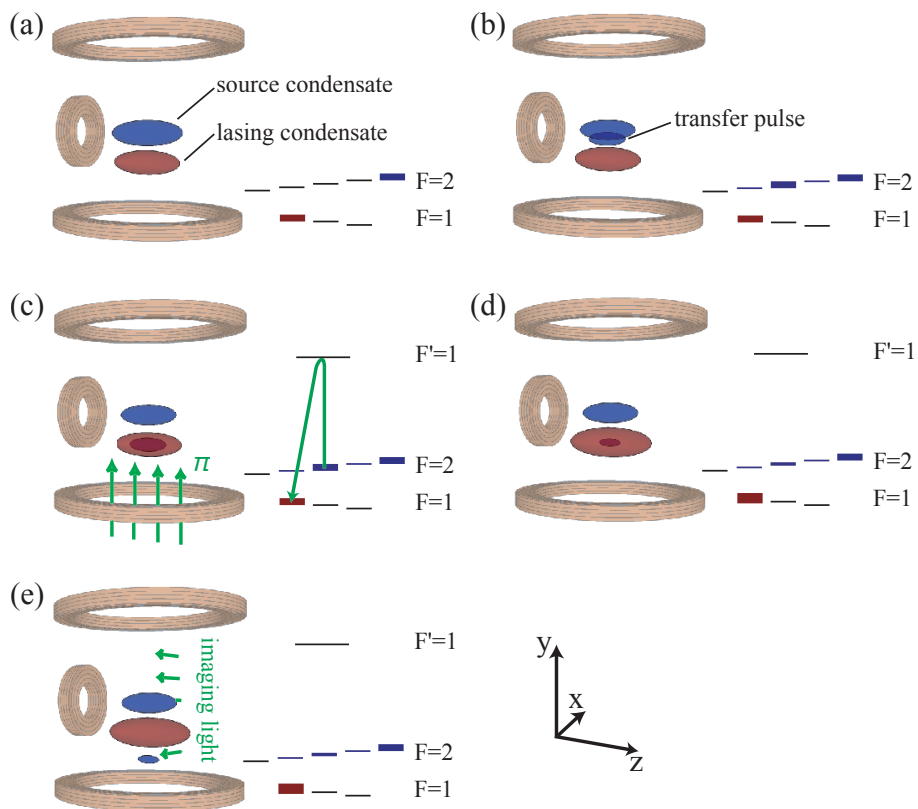 (a)
source condensate
lasing condensate
F=2
F=1
(b)
transfer pulse
F=2
F=1
(c)
F'=1
π
F=2
F=1
(d)
F'=1
F=2
F=1
(e)
imaging light
F'=1
F=2
F=1
y
x
z